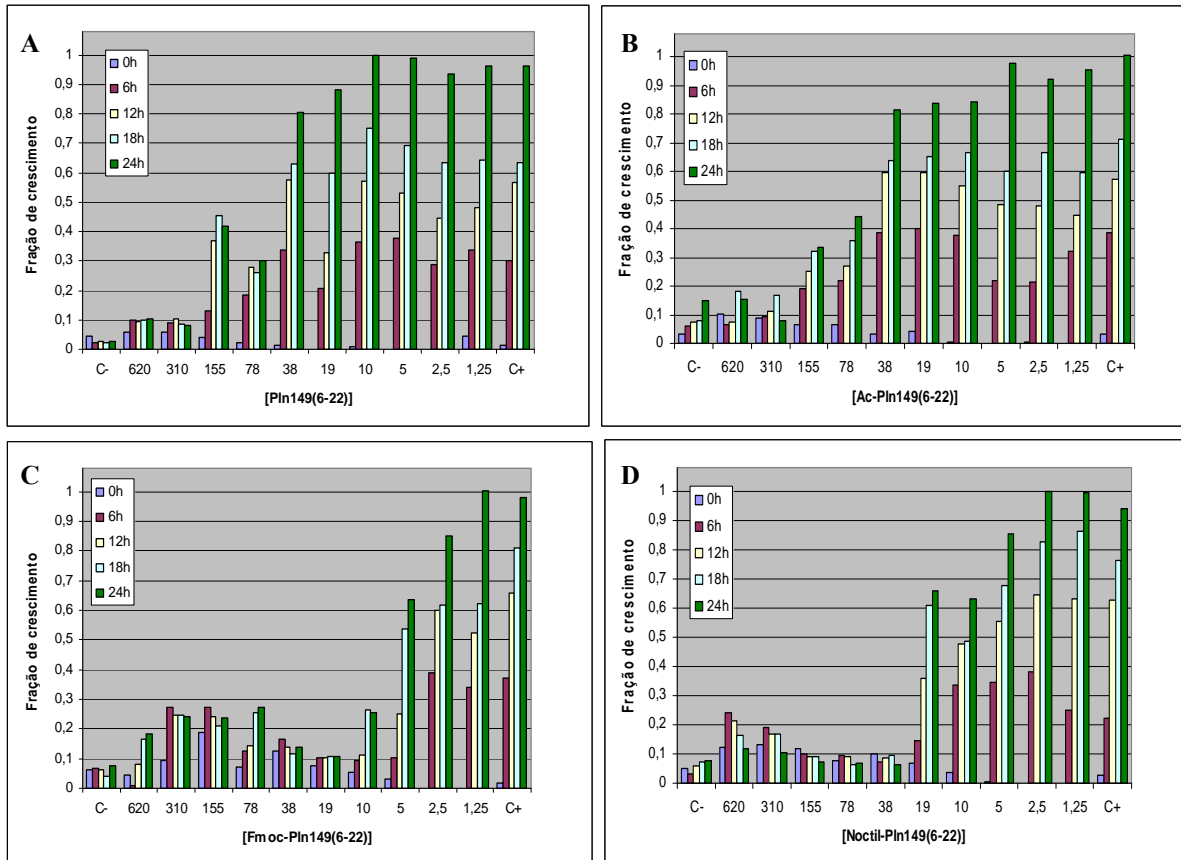 A
Fração de crescimento
1
0,9
0,8
0,7
0,6
0,5
0,4
0,3
0,2
0,1
0
0h
6h
12h
18h
24h
C- 620 310 155 78 38 19 10 5 2,5 1,25 C+
[Pln149(6-22)]
B
Fração de crescimento
1
0,9
0,8
0,7
0,6
0,5
0,4
0,3
0,2
0,1
0
0h
6h
12h
18h
24h
C- 620 310 155 78 38 19 10 5 2,5 1,25 C+
[Ac-Pln149(6-22)]
C
Fração de crescimento
1
0,9
0,8
0,7
0,6
0,5
0,4
0,3
0,2
0,1
0
0h
6h
12h
18h
24h
C- 620 310 155 78 38 19 10 5 2,5 1,25 C+
[Fmoc-Pln149(6-22)]
D
Fração de crescimento
1
0,9
0,8
0,7
0,6
0,5
0,4
0,3
0,2
0,1
0
0h
6h
12h
18h
24h
C- 620 310 155 78 38 19 10 5 2,5 1,25 C+
[Noctil-Pln149(6-22)]